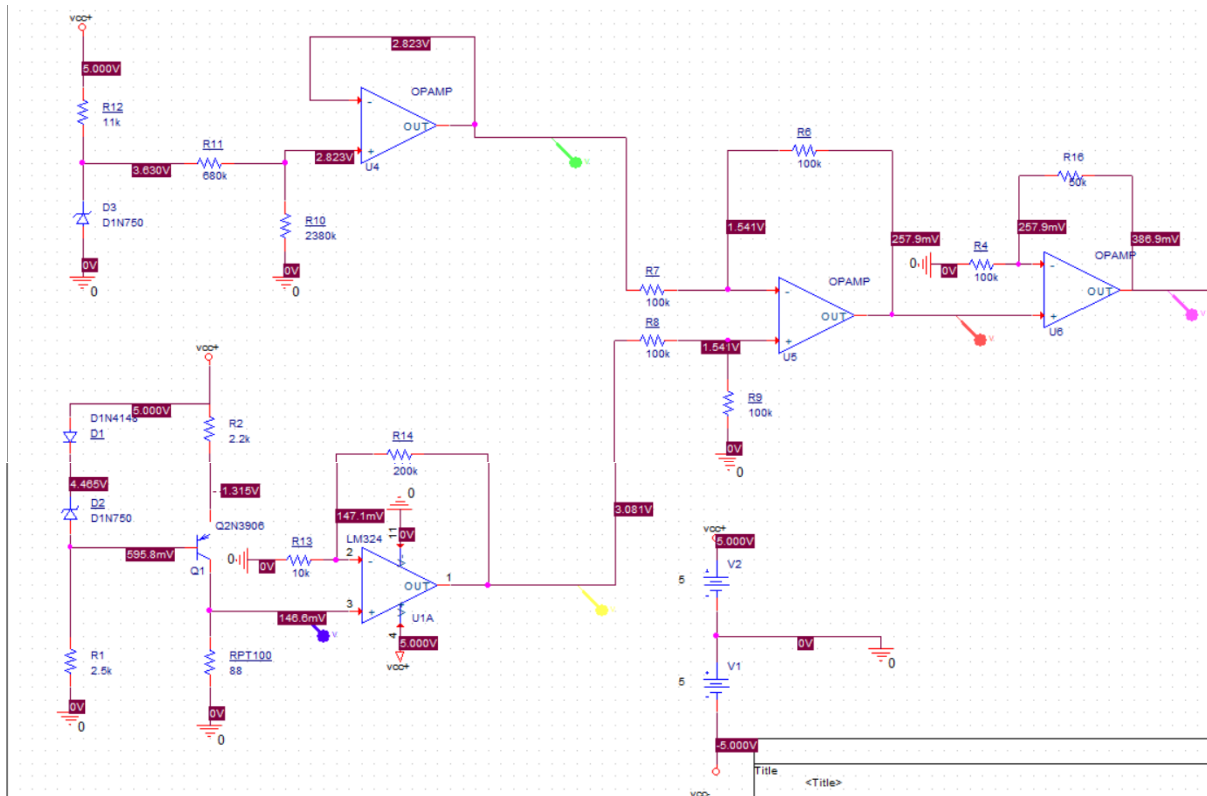 vcc+
5.000V
R12
11k
3.630V
R11
680k
D3
D1N750
0V
0
2.823V
OPAMP
-
+
OUT
U4
2.823V
R10
2380k
0V
0
R6
100k
1.541V
257.9mV
R7
100k
R8
100k
1.541V
OPAMP
-
+
OUT
U5
R9
100k
0V
0
R16
50k
257.9mV
386.9mV
R4
100k
0
0V
OPAMP
-
+
OUT
U6
vcc+
5.000V
D1N4148
D1
R2
2.2k
4.465V
D2
D1N750
1.315V
Q2N3906
Q1
595.8mV
R1
2.5k
0V
0
146.6mV
RPT100
88
0V
0
R14
200k
147.1mV
0
0V
11
LM324
R13
10k
0
0V
2
3
-
+
OUT
1
U1A
4
5.000V
vcc+
3.081V
vcc+
5.000V
5
V2
0V
0
5
V1
-5.000V
Title
<Title>